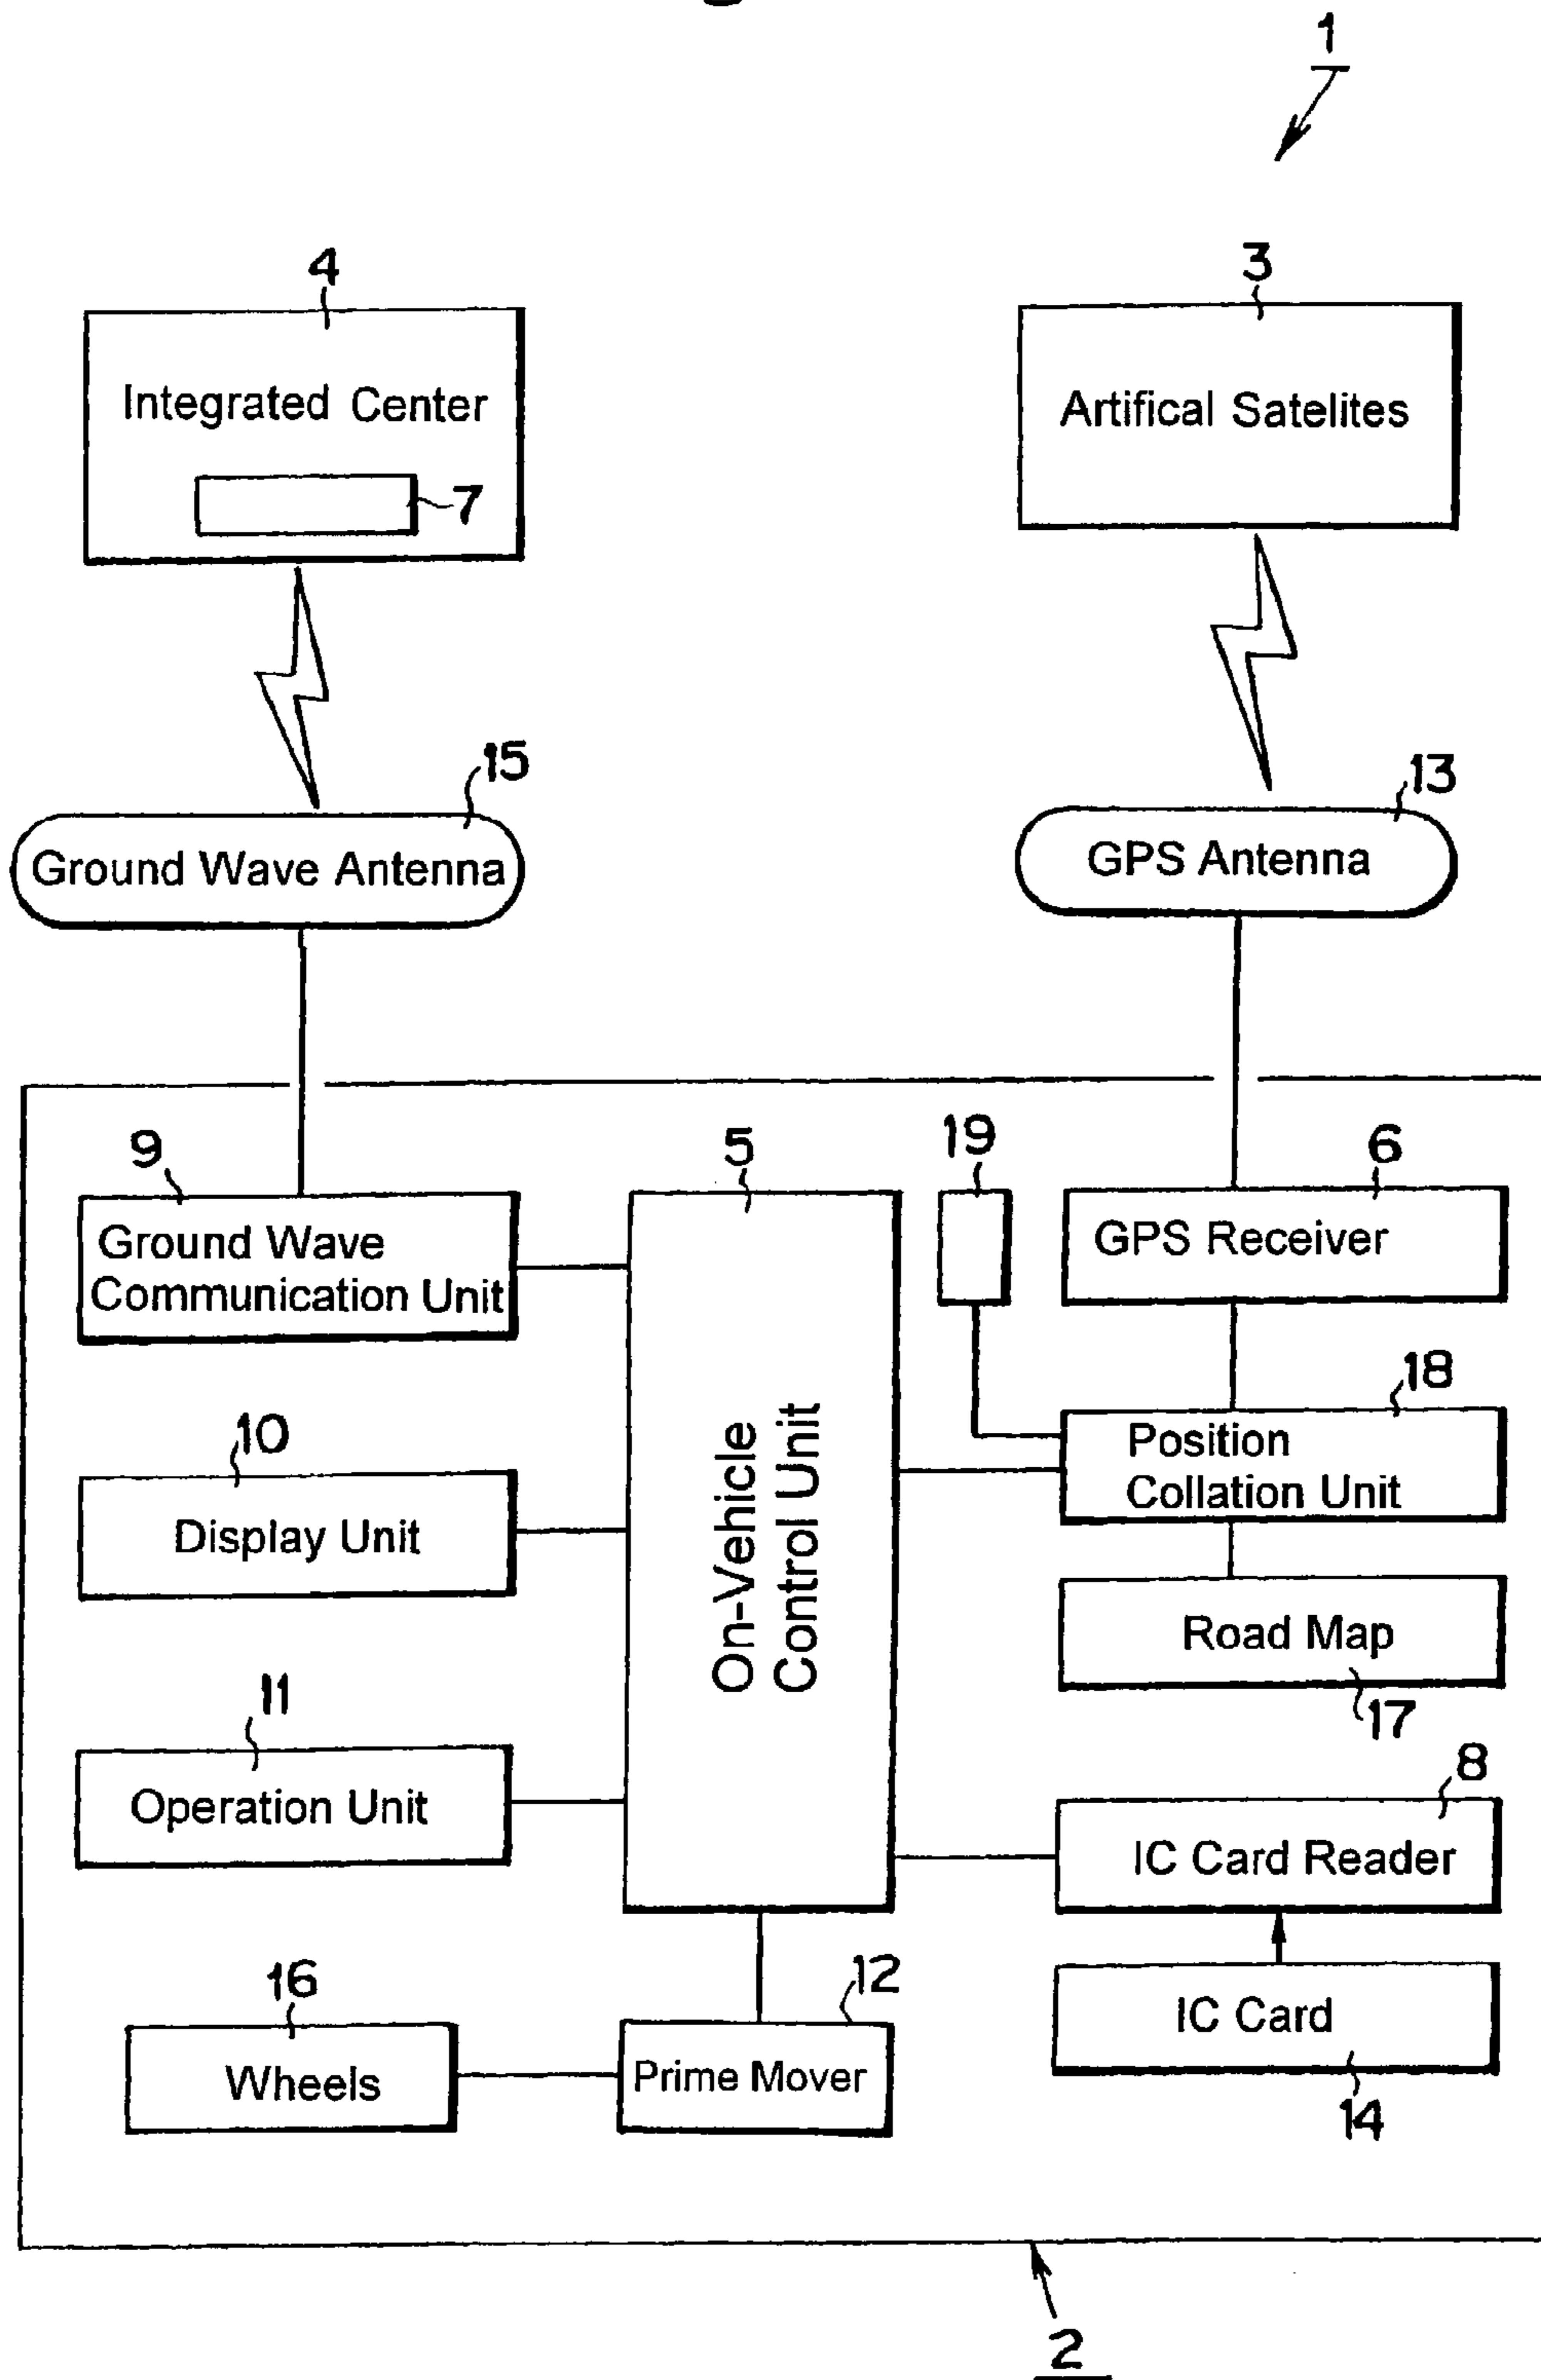 1
4
3
Integrated Center
Artifical Satelites
7
15
13
Ground Wave Antenna
GPS Antenna
9
5
19
6
Ground Wave
Communication Unit
GPS Receiver
18
10
On-Vehicle
Control Unit
Position
Collation Unit
Display Unit
Road Map
17
11
8
Operation Unit
IC Card Reader
16
12
IC Card
Wheels
Prime Mover
14
2